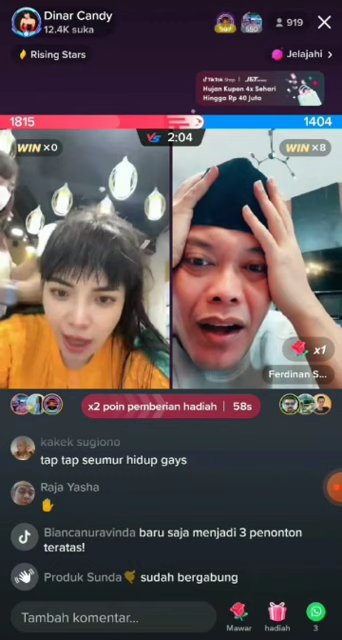 Dinar Candy
12.4K suka
919
Rising Stars
Jelajahi
TikTok Shop | J&T EXPRESS
Hujan Kupon 4x Sehari
Hingga Rp 40 Juta
1815
1404
WIN ×0
VS 2:04
WIN ×8
x1
Ferdinan S...
x2 poin pemberian hadiah | 58s
kakek sugiono
tap tap seumur hidup gays
Raja Yasha
✋
Biancanuravinda baru saja menjadi 3 penonton
teratas!
Produk Sunda sudah bergabung
Tambah komentar...
Mawar
hadiah
3